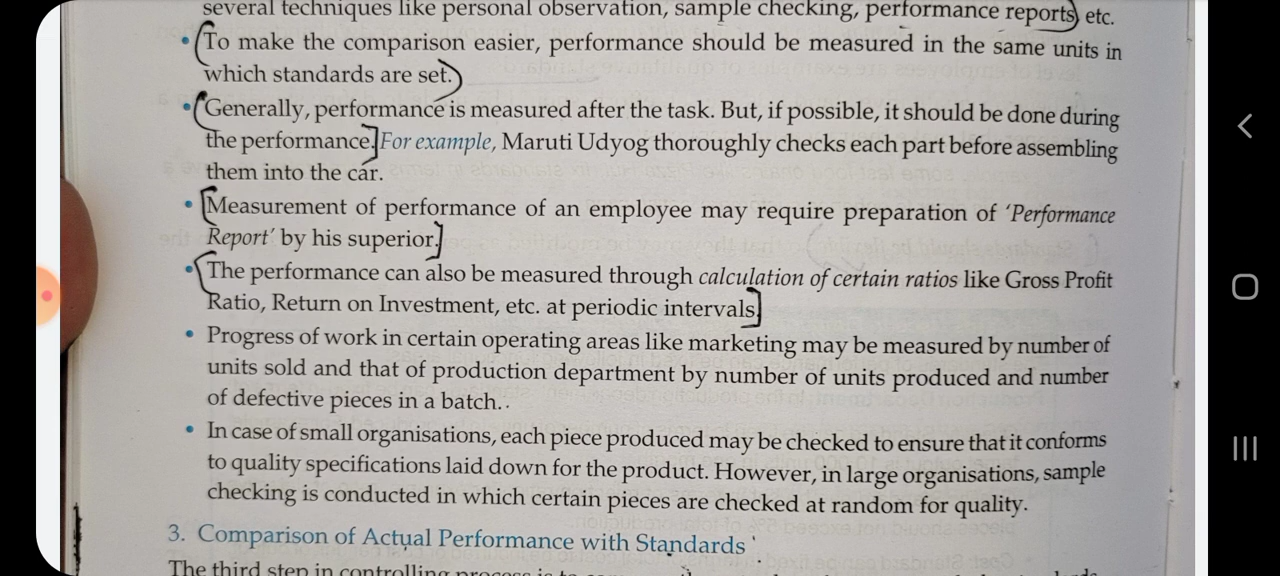 several techniques like personal observation, sample checking, performance reports) etc.
• (To make the comparison easier, performance should be measured in the same units in
which standards are set.)
• (Generally, performance is measured after the task. But, if possible, it should be done during
the performance.] For example, Maruti Udyog thoroughly checks each part before assembling
them into the car.
• [Measurement of performance of an employee may require preparation of ‘Performance
Report’ by his superior.]
• (The performance can also be measured through calculation of certain ratios like Gross Profit
Ratio, Return on Investment, etc. at periodic intervals]
• Progress of work in certain operating areas like marketing may be measured by number of
units sold and that of production department by number of units produced and number
of defective pieces in a batch..
• In case of small organisations, each piece produced may be checked to ensure that it conforms
to quality specifications laid down for the product. However, in large organisations, sample
checking is conducted in which certain pieces are checked at random for quality.
3. Comparison of Actual Performance with Standards
The third step in controlling process is to